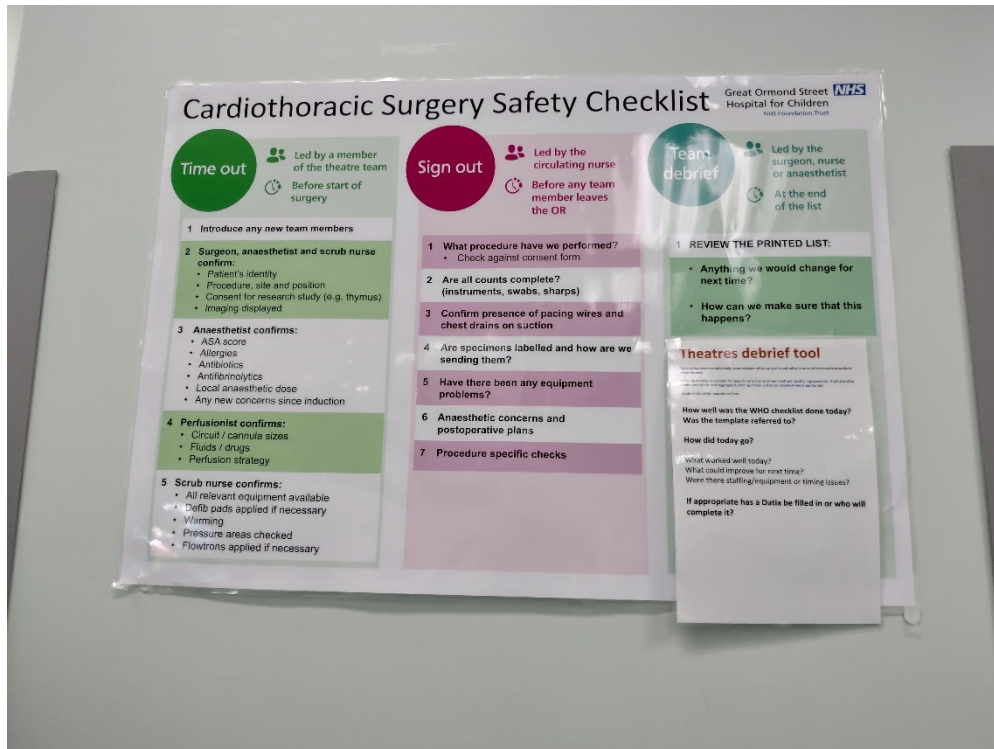 Cardiothoracic Surgery Safety Checklist
Great Ormond Street NHS
Hospital for Children
NHS Foundation Trust
Time out
Led by a member
of the theatre team
Before start of
surgery
1 Introduce any new team members
2 Surgeon, anaesthetist and scrub nurse
confirm:
• Patient's identity
• Procedure, site and position
• Consent for research study (e.g. thymus)
• Imaging displayed
3 Anaesthetist confirms:
• ASA score
• Allergies
• Antibiotics
• Antifibrinolytics
• Local anaesthetic dose
• Any new concerns since induction
4 Perfusionist confirms:
• Circuit / cannula sizes
• Fluids / drugs
• Perfusion strategy
5 Scrub nurse confirms:
• All relevant equipment available
• Defib pads applied if necessary
• Warming
• Pressure areas checked
• Flowtrons applied if necessary
Sign out
Led by the
circulating nurse
Before any team
member leaves
the OR
1 What procedure have we performed?
• Check against consent form
2 Are all counts complete?
(instruments, swabs, sharps)
3 Confirm presence of pacing wires and
chest drains on suction
4 Are specimens labelled and how are we
sending them?
5 Have there been any equipment
problems?
6 Anaesthetic concerns and
postoperative plans
7 Procedure specific checks
Team
debrief
Led by the
surgeon, nurse
or anaesthetist
At the end
of the list
1 REVIEW THE PRINTED LIST:
• Anything we would change for
next time?
• How can we make sure that this
happens?
Theatres debrief tool
How well was the WHO checklist done today?
Was the template referred to?
How did today go?
What worked well today?
What could improve for next time?
Were there staffing/equipment or timing issues?
If appropriate has a Datix be filled in or who will
complete it?